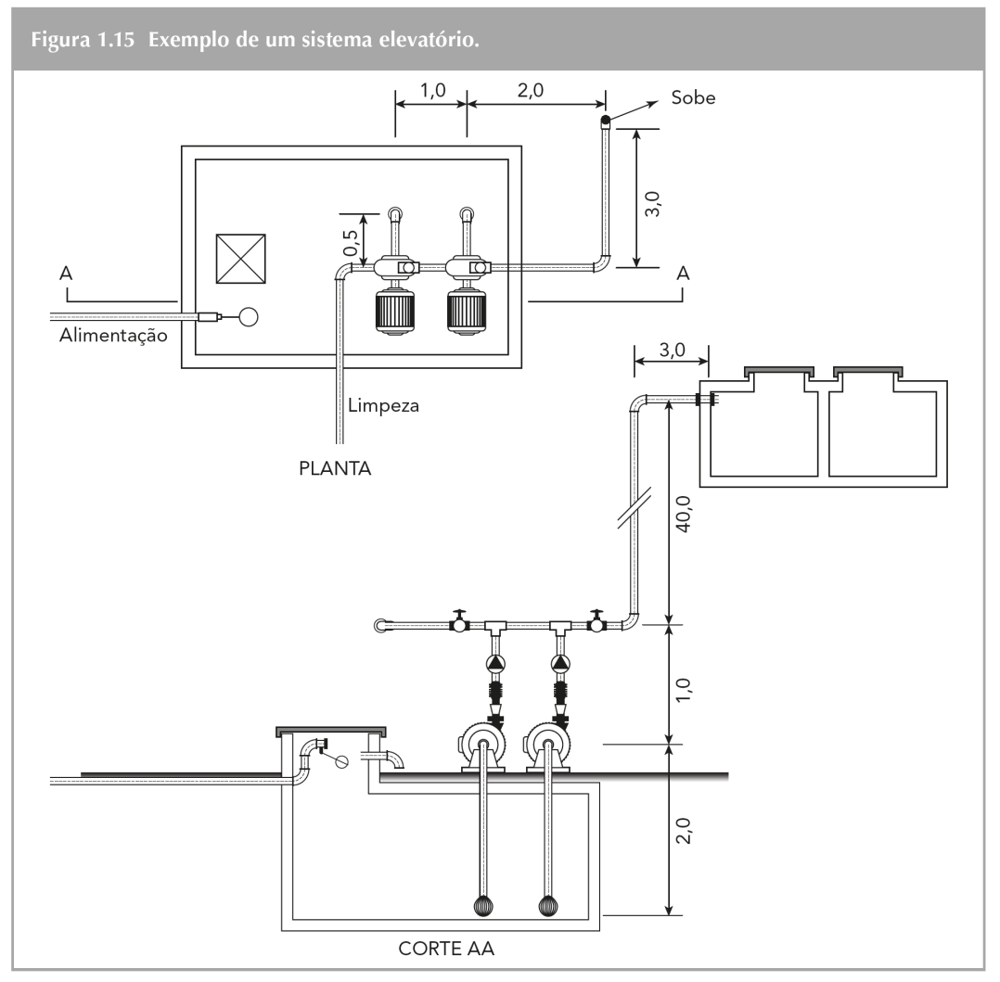 Figura 1.15 Exemplo de um sistema elevatório.
1,0
2,0
Sobe
3,0
0,5
A
A
Alimentação
Limpeza
PLANTA
3,0
40,0
1,0
2,0
CORTE AA